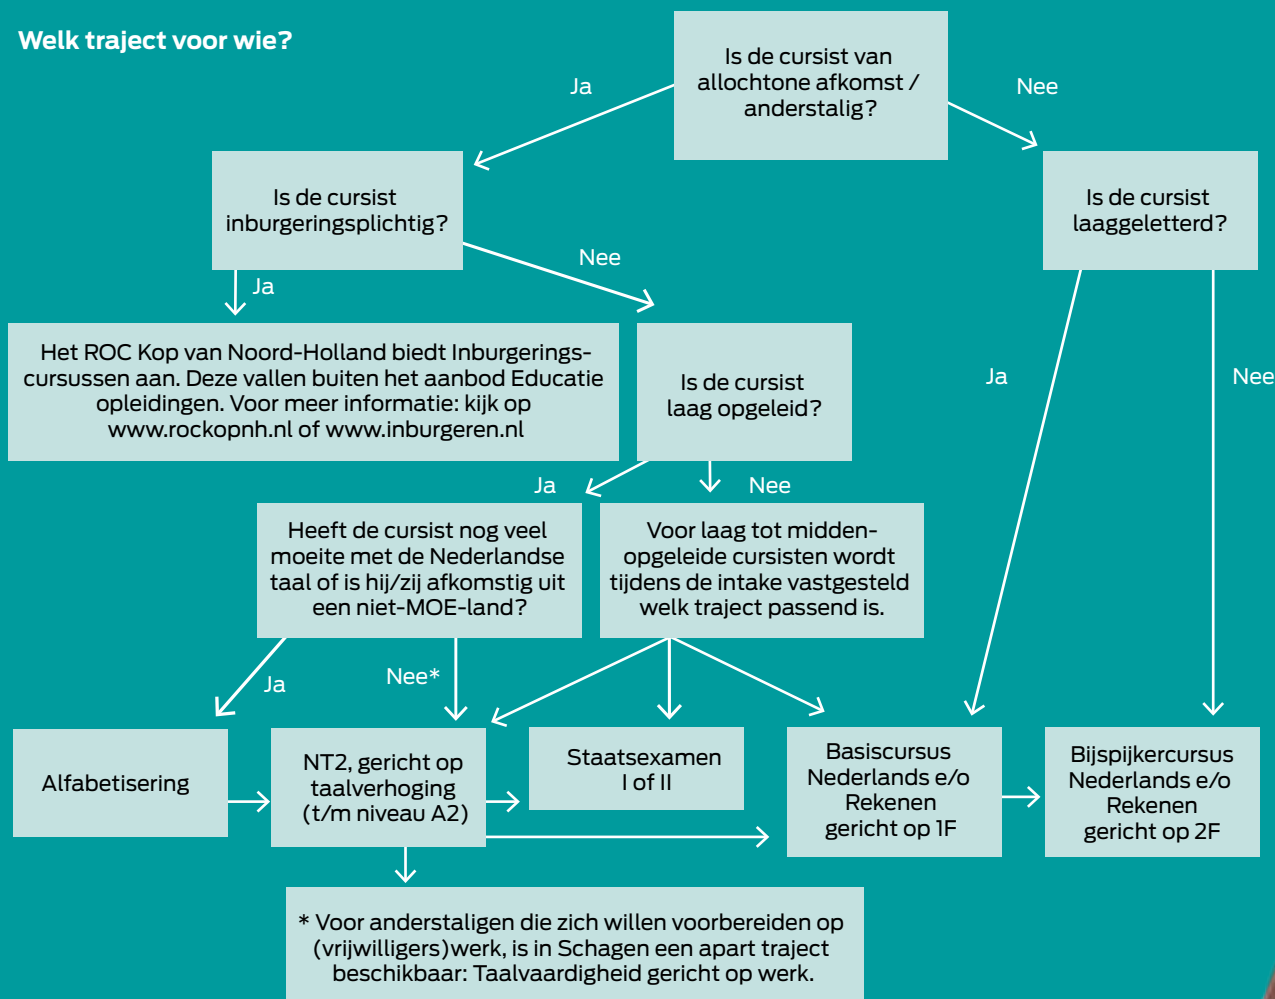 Welk traject voor wie?
Is de cursist van
allochtone afkomst /
anderstalig?
Ja
Nee
Is de cursist
inburgeringsplichtig?
Is de cursist
laaggeletterd?
Nee
Ja
Het ROC Kop van Noord-Holland biedt Inburgerings-
cursussen aan. Deze vallen buiten het aanbod Educatie
opleidingen. Voor meer informatie: kijk op
www.rockopnh.nl of www.inburgeren.nl
Is de cursist
laag opgeleid?
Ja
Nee
Ja
Nee
Heeft de cursist nog veel
moeite met de Nederlandse
taal of is hij/zij afkomstig uit
een niet-MOE-land?
Voor laag tot midden-
opgeleide cursisten wordt
tijdens de intake vastgesteld
welk traject passend is.
Ja
Nee*
Alfabetisering
NT2, gericht op
taalverhoging
(t/m niveau A2)
Staatsexamen
I of II
Basiscursus
Nederlands e/o
Rekenen
gericht op 1F
Bijspijkercursus
Nederlands e/o
Rekenen
gericht op 2F
* Voor anderstaligen die zich willen voorbereiden op
(vrijwilligers)werk, is in Schagen een apart traject
beschikbaar: Taalvaardigheid gericht op werk.